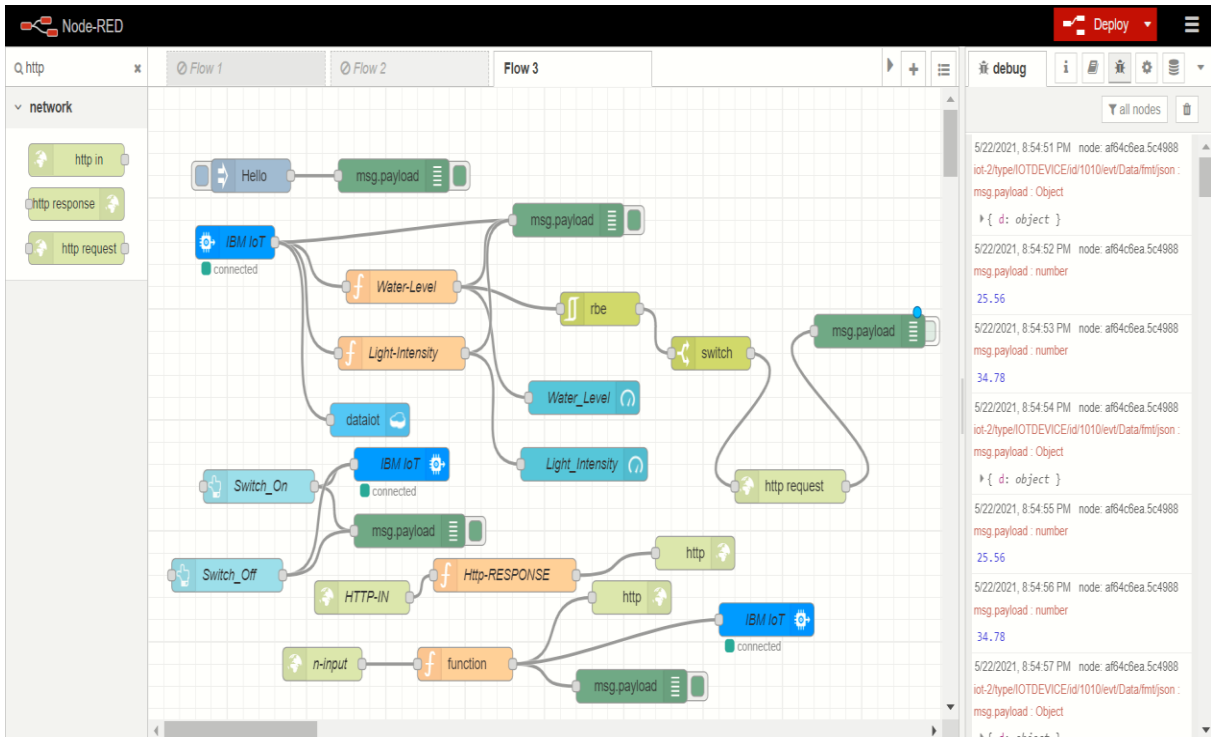 Node-RED
Deploy
http
x
Flow 1
Flow 2
Flow 3
debug
i
network
all nodes
http in
http response
http request
Hello
msg.payload
IBM IoT
connected
msg.payload
Water-Level
rbe
msg.payload
Light-Intensity
switch
Water_Level
dataiot
IBM IoT
connected
Light_Intensity
Switch_On
http request
msg.payload
http
Switch_Off
Http-RESPONSE
HTTP-IN
http
IBM IoT
connected
n-input
function
msg.payload
5/22/2021, 8:54:51 PM node: af64c6ea.5c4988
iot-2/type/IOTDEVICE/id/1010/evt/Data/fmt/json :
msg.payload : Object
{ d: object }
5/22/2021, 8:54:52 PM node: af64c6ea.5c4988
msg.payload : number
25.56
5/22/2021, 8:54:53 PM node: af64c6ea.5c4988
msg.payload : number
34.78
5/22/2021, 8:54:54 PM node: af64c6ea.5c4988
iot-2/type/IOTDEVICE/id/1010/evt/Data/fmt/json :
msg.payload : Object
{ d: object }
5/22/2021, 8:54:55 PM node: af64c6ea.5c4988
msg.payload : number
25.56
5/22/2021, 8:54:56 PM node: af64c6ea.5c4988
msg.payload : number
34.78
5/22/2021, 8:54:57 PM node: af64c6ea.5c4988
iot-2/type/IOTDEVICE/id/1010/evt/Data/fmt/json :
msg.payload : Object
{ d: object }